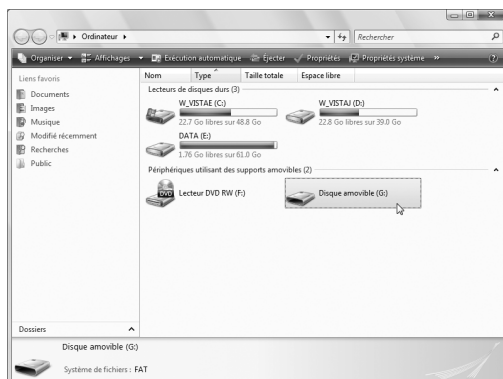 Ordinateur
Rechercher
Organiser Affichages Exécution automatique Éjecter Propriétés Propriétés système »
Liens favoris
Documents
Images
Musique
Modifié récemment
Recherches
Public
Dossiers
Nom Type Taille totale Espace libre
Lecteurs de disques durs (3)
W_VISTAE (C:)
22.7 Go libres sur 48.8 Go
W_VISTAJ (D:)
22.8 Go libres sur 39.0 Go
DATA (E:)
1.76 Go libres sur 61.0 Go
Périphériques utilisant des supports amovibles (2)
DVD
Lecteur DVD RW (F:)
Disque amovible (G:)
Disque amovible (G:)
Système de fichiers : FAT